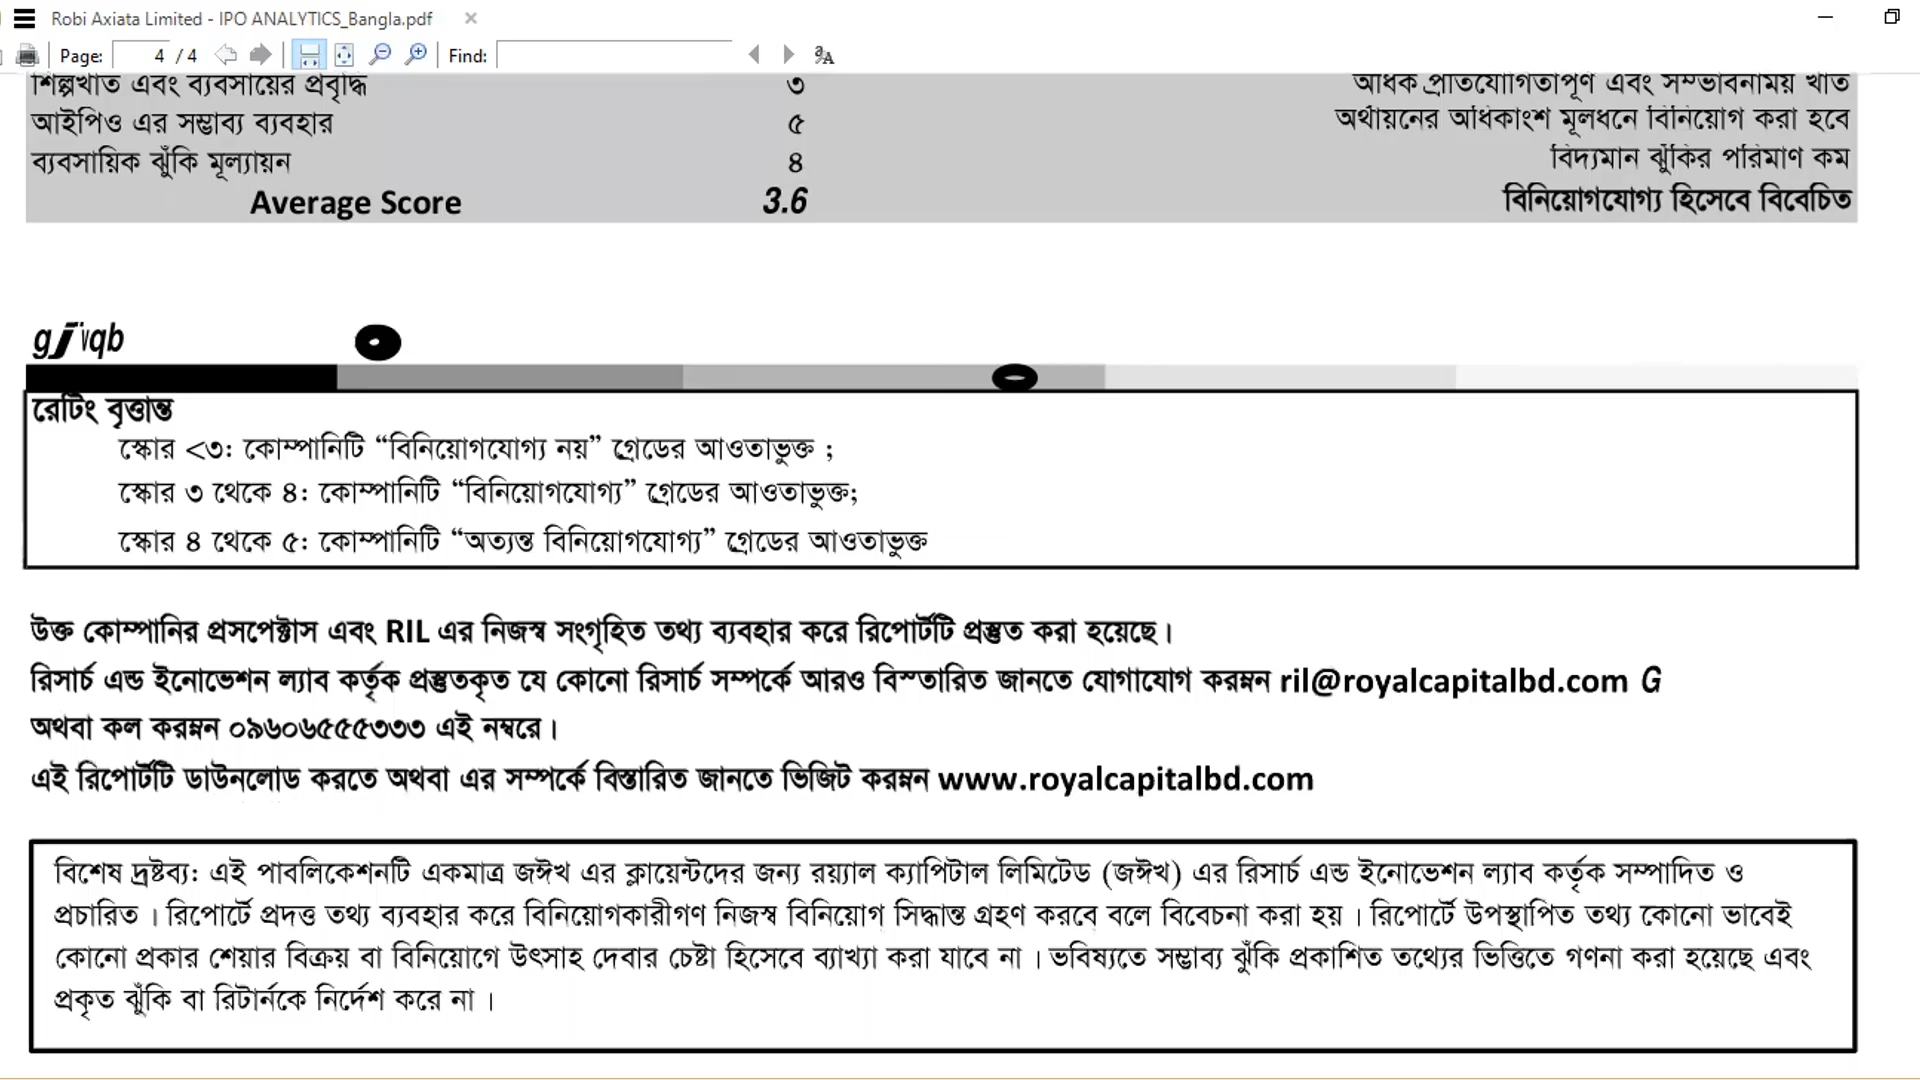 Robi Axiata Limited - IPO ANALYTICS_Bangla.pdf
Page: 4 / 4 Find:
শিল্পখাত এবং ব্যবসায়ের প্রবৃদ্ধি ৩ অধিক প্রতিযোগিতাপূর্ণ এবং সম্ভাবনাময় খাত
আইপিও এর সম্ভাব্য ব্যবহার ৫ অর্থায়নের অধিকাংশ মূলধনে বিনিয়োগ করা হবে
ব্যবসায়িক ঝুঁকি মূল্যায়ন ৪ বিদ্যমান ঝুঁকির পরিমাণ কম
Average Score 3.6 বিনিয়োগযোগ্য হিসেবে বিবেচিত
রেটিং বৃত্তান্ত
স্কোর <৩: কোম্পানিটি “বিনিয়োগযোগ্য নয়” গ্রেডের আওতাভুক্ত ;
স্কোর ৩ থেকে ৪: কোম্পানিটি “বিনিয়োগযোগ্য” গ্রেডের আওতাভুক্ত;
স্কোর ৪ থেকে ৫: কোম্পানিটি “অত্যন্ত বিনিয়োগযোগ্য” গ্রেডের আওতাভুক্ত
উক্ত কোম্পানির প্রসপেক্টাস এবং RIL এর নিজস্ব সংগৃহিত তথ্য ব্যবহার করে রিপোর্টটি প্রস্তুত করা হয়েছে।
রিসার্চ এন্ড ইনোভেশন ল্যাব কর্তৃক প্রস্তুতকৃত যে কোনো রিসার্চ সম্পর্কে আরও বিস্তারিত জানতে যোগাযোগ করম্নন ril@royalcapitalbd.com G
অথবা কল করম্নন ০৯৬০৬৫৫৫৩৩৩ এই নম্বরে।
এই রিপোর্টটি ডাউনলোড করতে অথবা এর সম্পর্কে বিস্তারিত জানতে ভিজিট করম্নন www.royalcapitalbd.com
বিশেষ দ্রষ্টব্য: এই পাবলিকেশনটি একমাত্র জঈখ এর ক্লায়েন্টদের জন্য রয়্যাল ক্যাপিটাল লিমিটেড (জঈখ) এর রিসার্চ এন্ড ইনোভেশন ল্যাব কর্তৃক সম্পাদিত ও
প্রচারিত। রিপোর্টে প্রদত্ত তথ্য ব্যবহার করে বিনিয়োগকারীগণ নিজস্ব বিনিয়োগ সিদ্ধান্ত গ্রহণ করবে বলে বিবেচনা করা হয়। রিপোর্টে উপস্থাপিত তথ্য কোনো ভাবেই
কোনো প্রকার শেয়ার বিক্রয় বা বিনিয়োগে উৎসাহ দেবার চেষ্টা হিসেবে ব্যাখ্যা করা যাবে না। ভবিষ্যতে সম্ভাব্য ঝুঁকি প্রকাশিত তথ্যের ভিত্তিতে গণনা করা হয়েছে এবং
প্রকৃত ঝুঁকি বা রিটার্নকে নির্দেশ করে না।